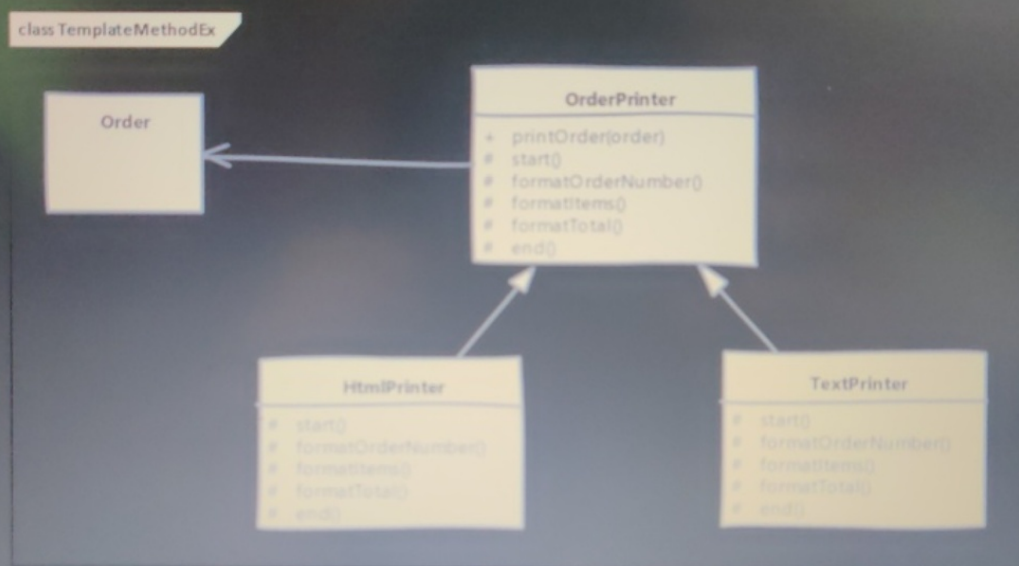 class TemplateMethodEx
Order
OrderPrinter
+ printOrder(order)
# start()
# formatOrderNumber()
# formatItems()
# formatTotal()
# end()
HtmlPrinter
# start()
# formatOrderNumber()
# formatItems()
# formatTotal()
# end()
TextPrinter
# start()
# formatOrderNumber()
# formatItems()
# formatTotal()
# end()